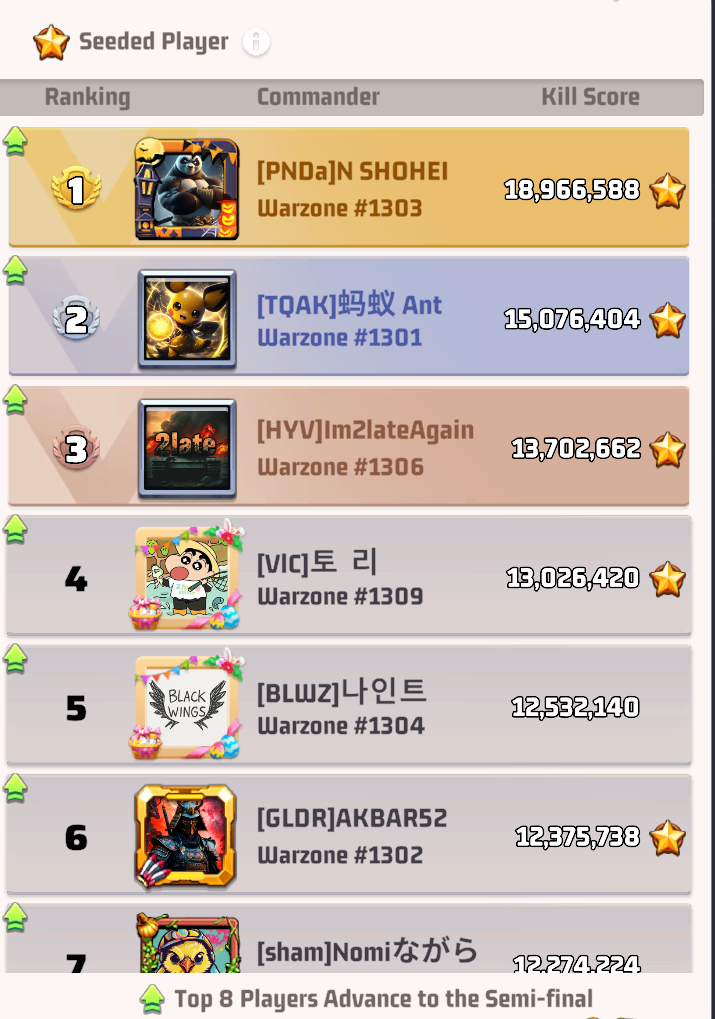 Seeded Player
Ranking Commander Kill Score
1 [PNDa]N SHOHEI 18,966,588
Warzone #1303
2 [TQAK]蚂蚁 Ant 15,076,404
Warzone #1301
2late
3 [HYV]Im2lateAgain 13,702,662
Warzone #1306
4 [VIC]토 리 13,026,420
Warzone #1309
BLACK
WINGS
5 [BLWZ]나인트 12,532,140
Warzone #1304
6 [GLDR]AKBAR52 12,375,738
Warzone #1302
7 [sham]Nomiながら 12,274,224
Top 8 Players Advance to the Semi-final